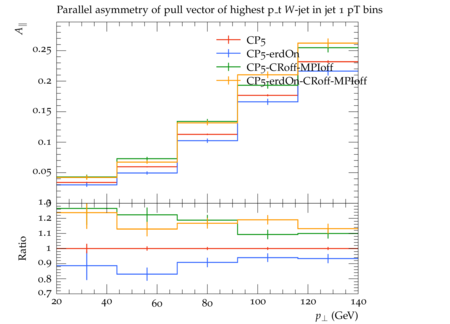 Parallel asymmetry of pull vector of highest p_t W-jet in jet 1 pT bins
A∥
CP5
CP5-erdOn
CP5-CRoff-MPIoff
CP5-erdOn-CRoff-MPIoff
0.25
0.2
0.15
0.1
0.05
Ratio
1.3
1.2
1.1
1
0.9
0.8
0.7
20 40 60 80 100 120 140
p⊥ (GeV)